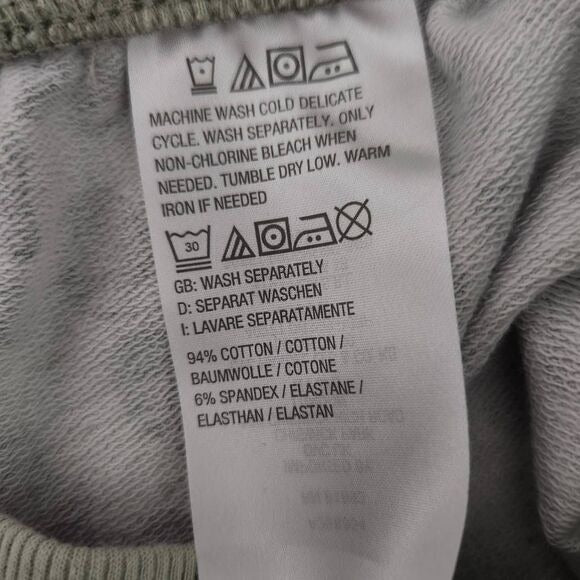 MACHINE WASH COLD DELICATE
CYCLE. WASH SEPARATELY. ONLY
NON-CHLORINE BLEACH WHEN
NEEDED. TUMBLE DRY LOW. WARM
IRON IF NEEDED
30
GB: WASH SEPARATELY
D: SEPARAT WASCHEN
I: LAVARE SEPARATAMENTE
94% COTTON / COTTON /
BAUMWOLLE / COTONE
6% SPANDEX / ELASTANE /
ELASTHAN / ELASTAN